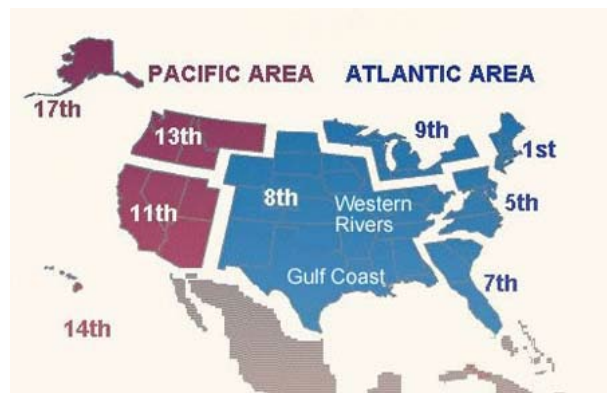 PACIFIC AREA
ATLANTIC AREA
17th
13th
9th
1st
11th
8th
Western
Rivers
5th
Gulf Coast
7th
14th